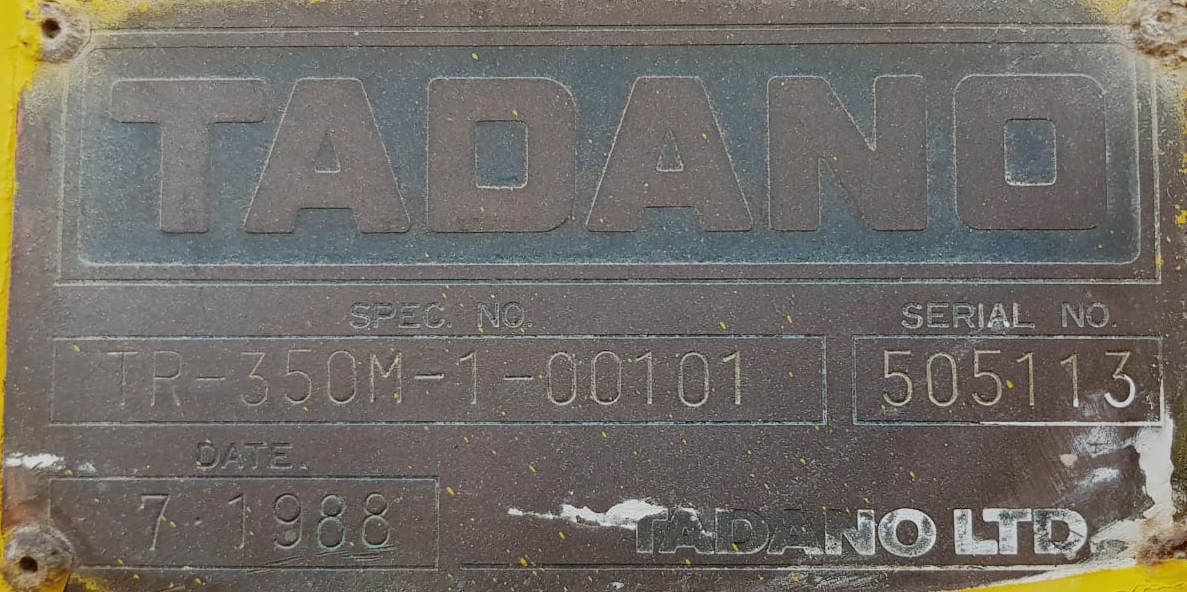 TADANO
SPEC. NO. SERIAL NO.
TR-350M-1-00101 505113
DATE.
7·1988
TADANO LTD.